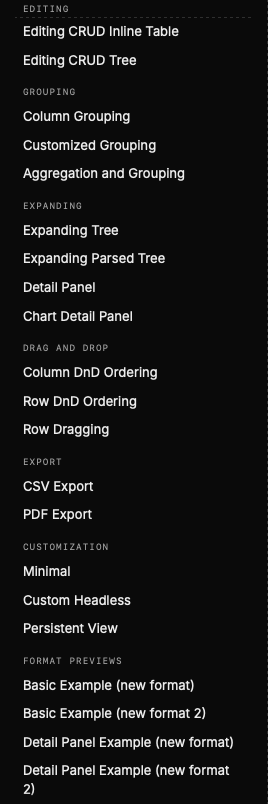 EDITING
Editing CRUD Inline Table
Editing CRUD Tree
GROUPING
Column Grouping
Customized Grouping
Aggregation and Grouping
EXPANDING
Expanding Tree
Expanding Parsed Tree
Detail Panel
Chart Detail Panel
DRAG AND DROP
Column DnD Ordering
Row DnD Ordering
Row Dragging
EXPORT
CSV Export
PDF Export
CUSTOMIZATION
Minimal
Custom Headless
Persistent View
FORMAT PREVIEWS
Basic Example (new format)
Basic Example (new format 2)
Detail Panel Example (new format)
Detail Panel Example (new format
2)